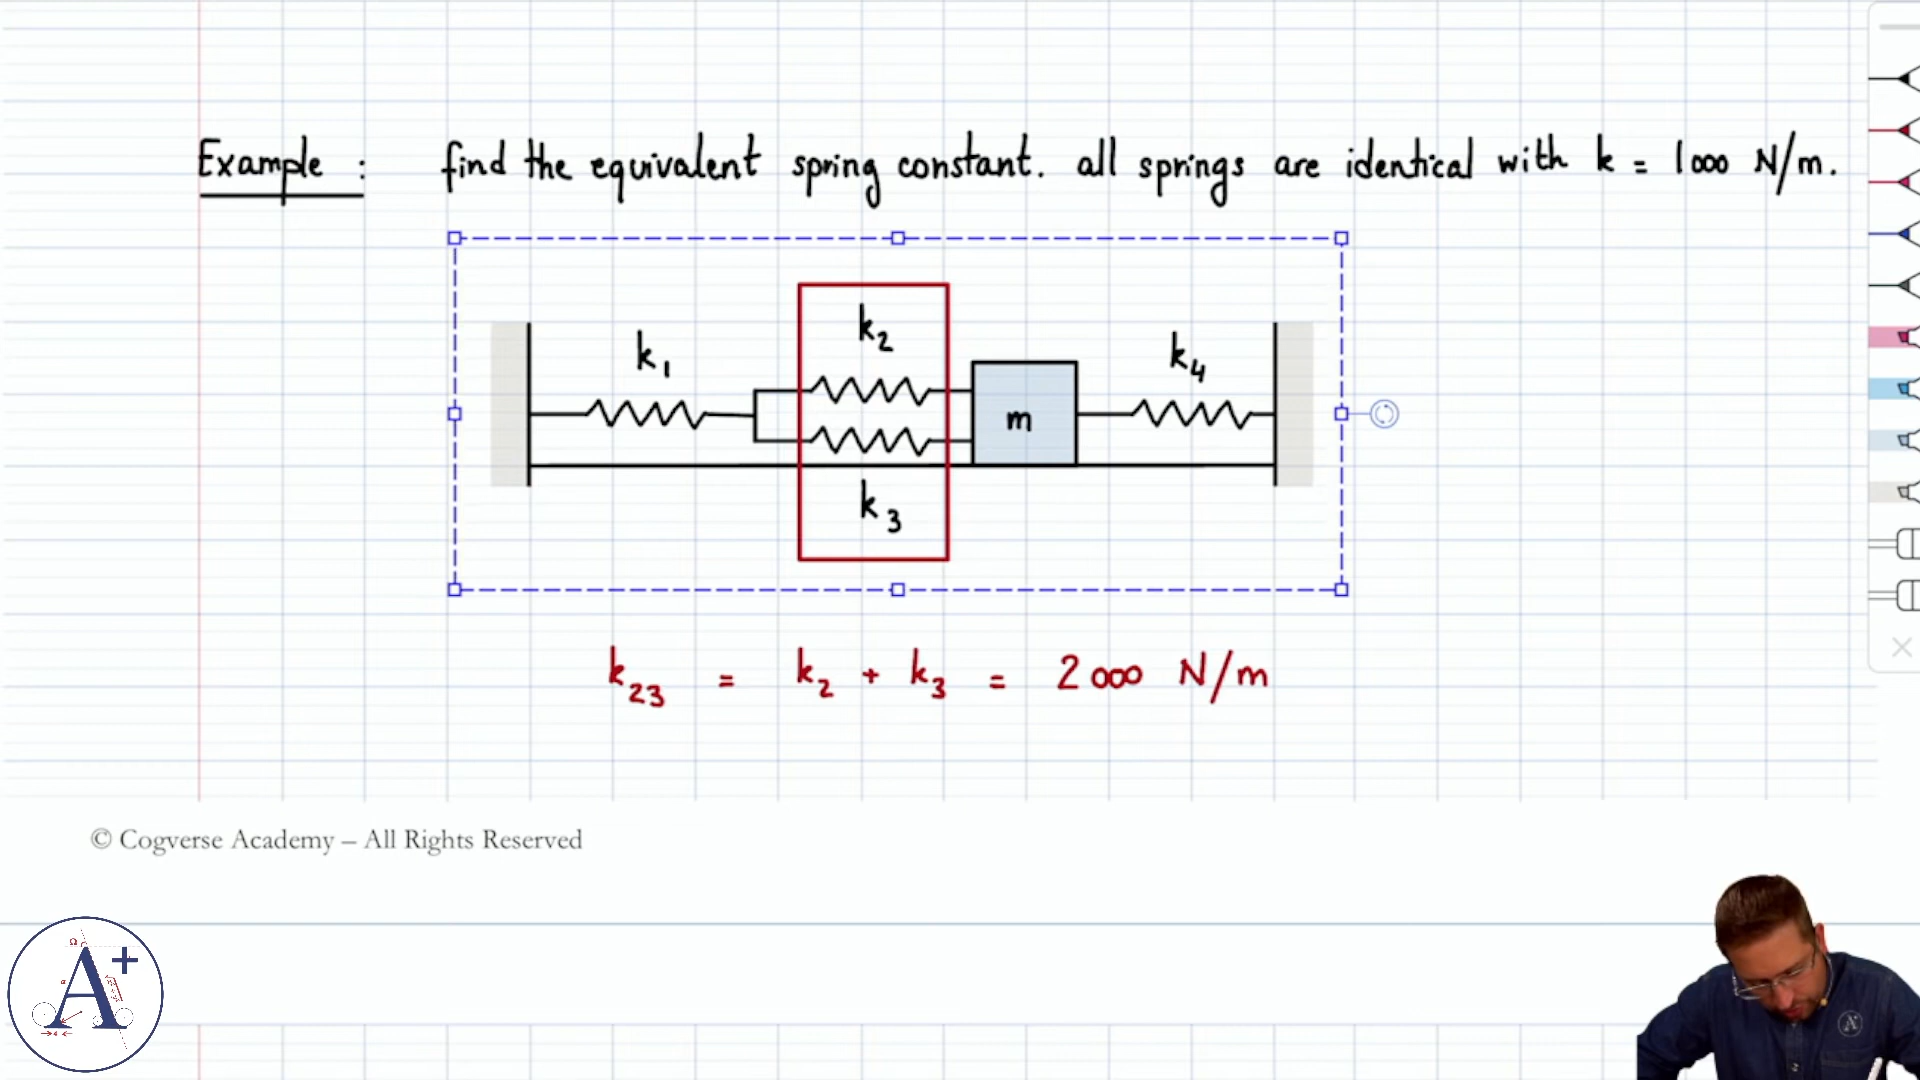 Example : find the equivalent spring constant. all springs are identical with k = 1000 N/m.
k2
k1
k4
m
k3
k23 = k2 + k3 = 2000 N/m
© Cogverse Academy – All Rights Reserved
A+